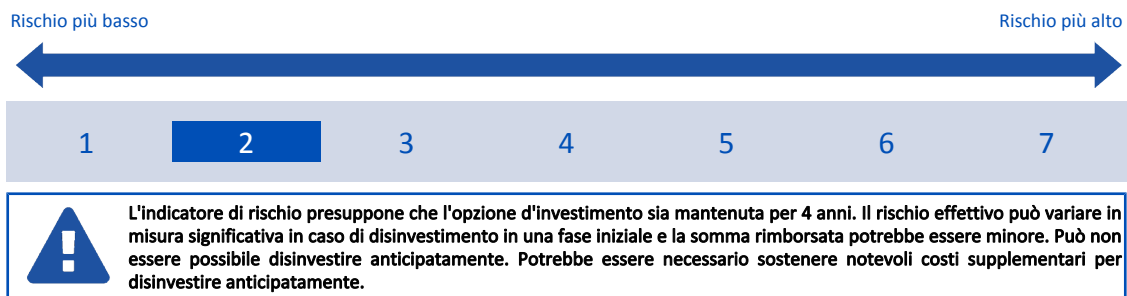 Rischio più basso Rischio più alto
1 2 3 4 5 6 7
L'indicatore di rischio presuppone che l'opzione d'investimento sia mantenuta per 4 anni. Il rischio effettivo può variare in
misura significativa in caso di disinvestimento in una fase iniziale e la somma rimborsata potrebbe essere minore. Può non
essere possibile disinvestire anticipatamente. Potrebbe essere necessario sostenere notevoli costi supplementari per
disinvestire anticipatamente.